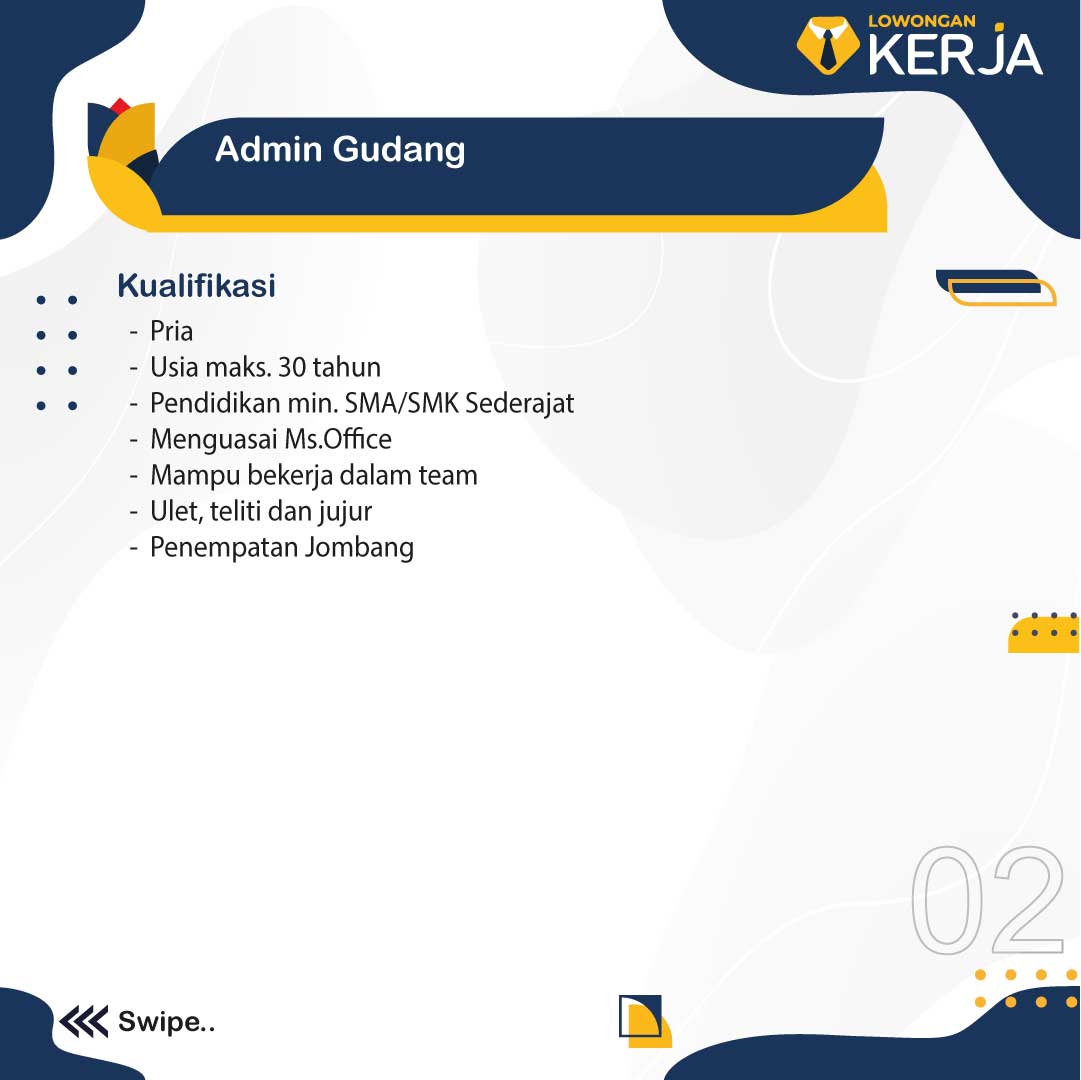 LOWONGAN
KERJA
Admin Gudang
Kualifikasi
- Pria
- Usia maks. 30 tahun
- Pendidikan min. SMA/SMK Sederajat
- Menguasai Ms.Office
- Mampu bekerja dalam team
- Ulet, teliti dan jujur
- Penempatan Jombang
02
Swipe..